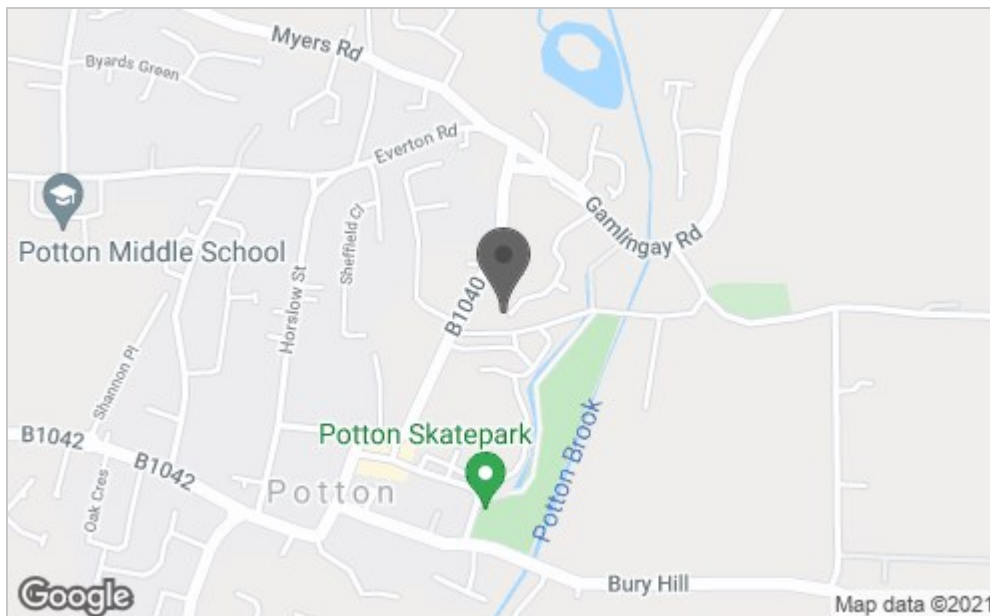 Myers Rd
Byards Green
Everton Rd
Potton Middle School
Sheffield Cl
Gamlingay Rd
Horslow St
B1040
Shannon Pl
Potton Skatepark
B1042
B1042
Potton
Potton Brook
Oak Cres
Bury Hill
Google
Map data ©2021